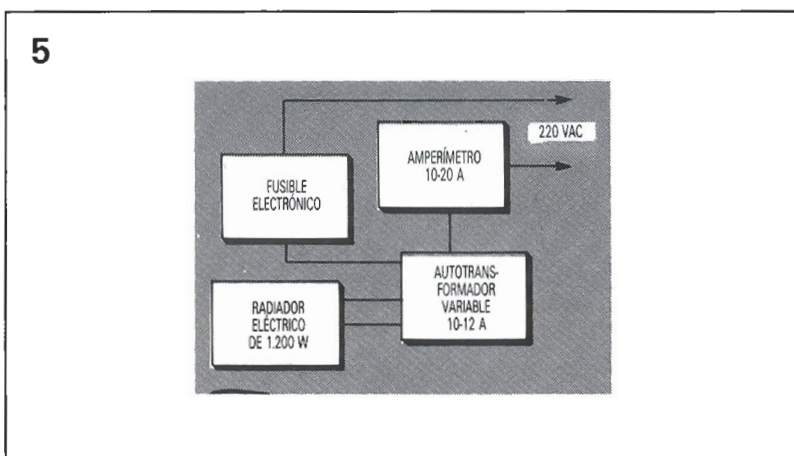 5
220 VAC
AMPERÍMETRO
10-20 A
FUSIBLE
ELECTRÓNICO
AUTOTRANS-
FORMADOR
VARIABLE
10-12 A
RADIADOR
ELÉCTRICO
DE 1.200 W